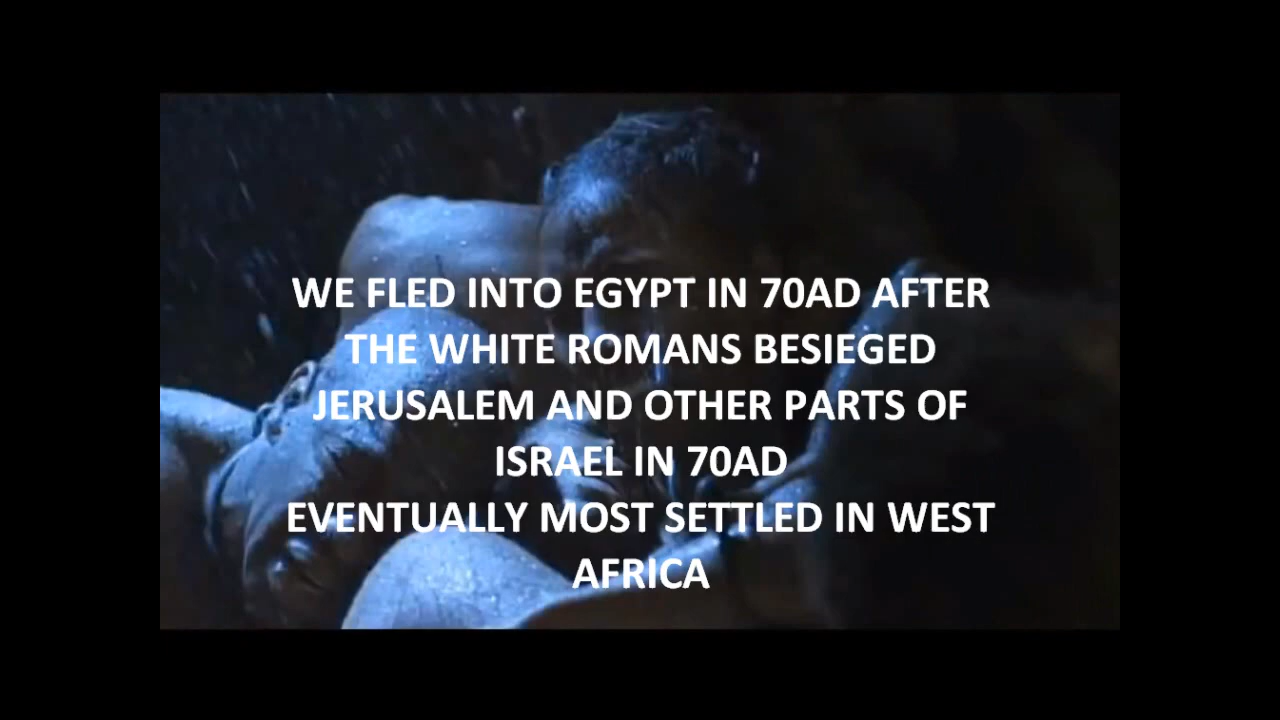 WE FLED INTO EGYPT IN 70AD AFTER
THE WHITE ROMANS BESIEGED
JERUSALEM AND OTHER PARTS OF
ISRAEL IN 70AD
EVENTUALLY MOST SETTLED IN WEST
AFRICA